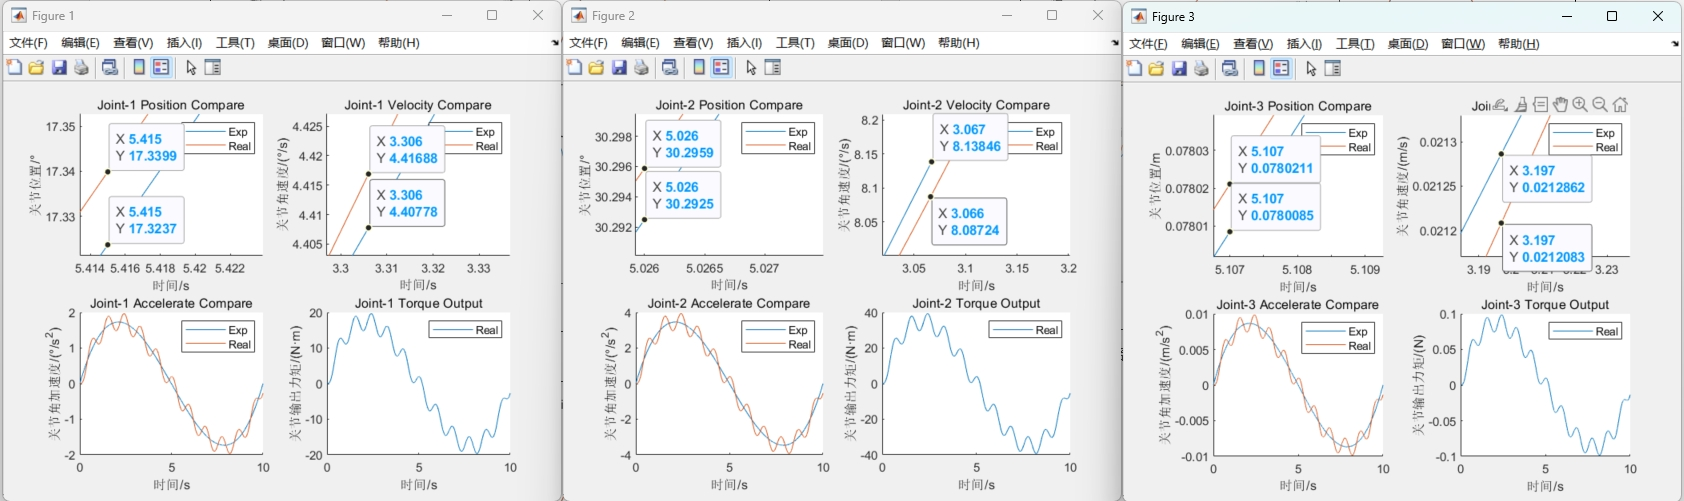 Figure 1
文件(F) 编辑(E) 查看(V) 插入(I) 工具(T) 桌面(D) 窗口(W) 帮助(H)
Joint-1 Position Compare
17.35
17.34
17.33
关节位置/°
X 5.415
Y 17.3399
X 5.415
Y 17.3237
Exp
Real
5.414 5.416 5.418 5.42 5.422
时间/s
Joint-1 Velocity Compare
4.425
4.42
4.415
4.41
4.405
关节角速度/(°/s)
X 3.306
Y 4.41688
X 3.306
Y 4.40778
Exp
Real
3.3 3.31 3.32 3.33
时间/s
Joint-1 Accelerate Compare
2
1
0
-1
-2
关节角加速度/(°/s²)
Exp
Real
0 5 10
时间/s
Joint-1 Torque Output
20
10
0
-10
-20
关节输出力矩/(N·m)
Real
0 5 10
时间/s
Figure 2
文件(F) 编辑(E) 查看(V) 插入(I) 工具(T) 桌面(D) 窗口(W) 帮助(H)
Joint-2 Position Compare
30.298
30.296
30.294
30.292
关节位置/°
X 5.026
Y 30.2959
X 5.026
Y 30.2925
Exp
Real
5.026 5.0265 5.027
时间/s
Joint-2 Velocity Compare
8.2
8.15
8.1
8.05
关节角速度/(°/s)
X 3.067
Y 8.13846
X 3.066
Y 8.08724
Exp
Real
3.05 3.1 3.15 3.2
时间/s
Joint-2 Accelerate Compare
4
2
0
-2
-4
关节角加速度/(°/s²)
Exp
Real
0 5 10
时间/s
Joint-2 Torque Output
40
20
0
-20
-40
关节输出力矩/(N·m)
Real
0 5 10
时间/s
Figure 3
文件(F) 编辑(E) 查看(V) 插入(I) 工具(T) 桌面(D) 窗口(W) 帮助(H)
Joint-3 Position Compare
0.07803
0.07802
0.07801
关节位置/m
X 5.107
Y 0.0780211
X 5.107
Y 0.0780085
Exp
Real
5.107 5.108 5.109
时间/s
0.0213
0.02125
0.0212
关节角速度/(m/s)
X 3.197
Y 0.0212862
X 3.197
Y 0.0212083
Exp
Real
3.19 3.23
时间/s
Joint-3 Accelerate Compare
0.01
0.005
0
-0.005
-0.01
关节角加速度/(m/s²)
Exp
Real
0 5 10
时间/s
Joint-3 Torque Output
0.1
0.05
0
-0.05
-0.1
关节输出力矩/(N)
Real
0 5 10
时间/s